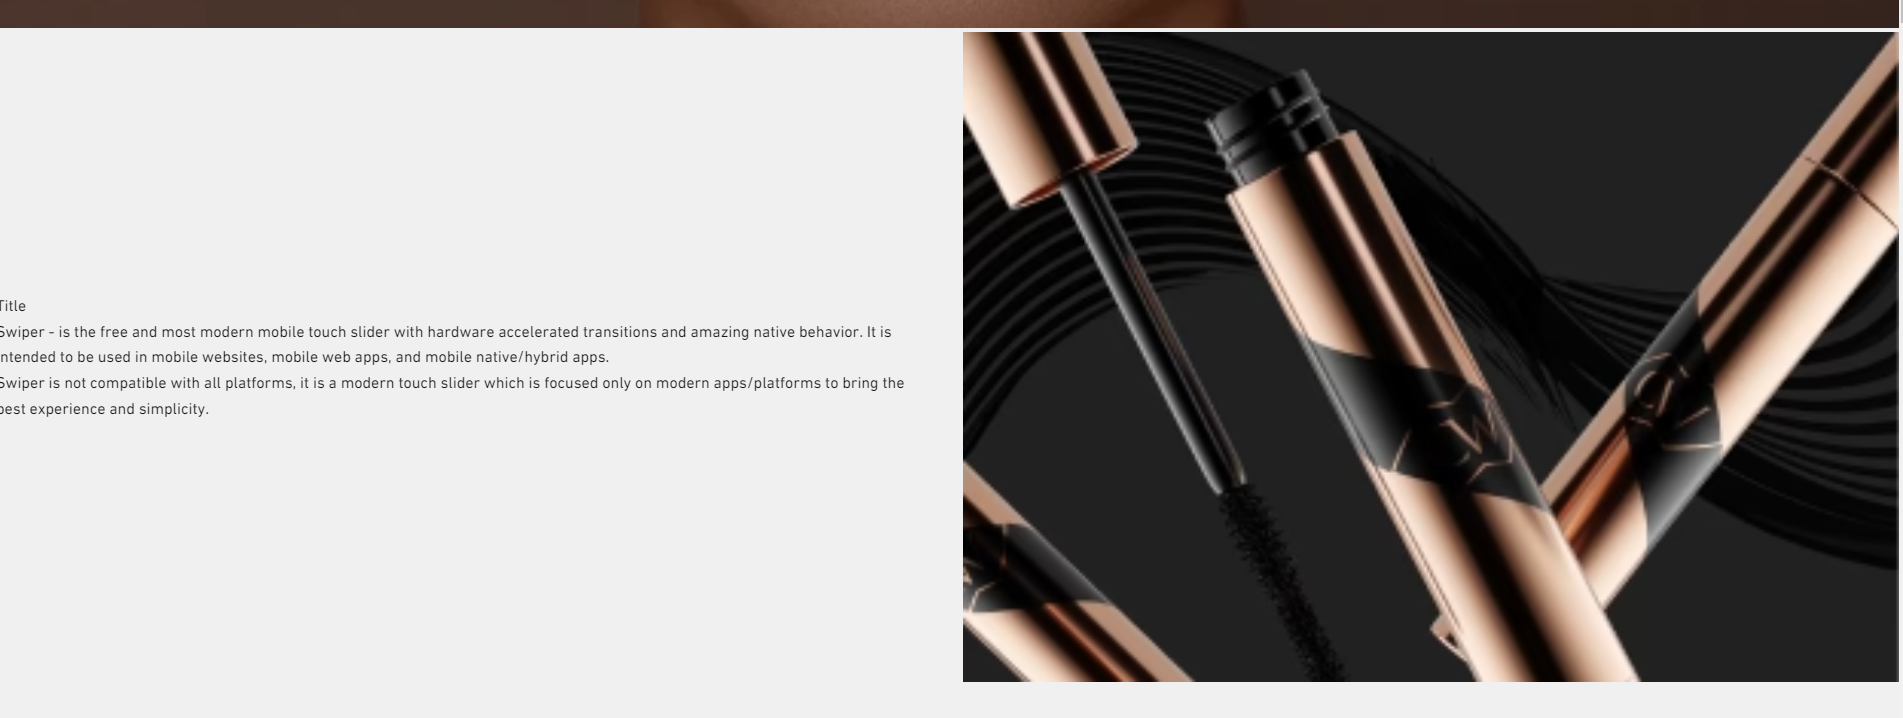 Title
Swiper - is the free and most modern mobile touch slider with hardware accelerated transitions and amazing native behavior. It is
intended to be used in mobile websites, mobile web apps, and mobile native/hybrid apps.
Swiper is not compatible with all platforms, it is a modern touch slider which is focused only on modern apps/platforms to bring the
best experience and simplicity.
W